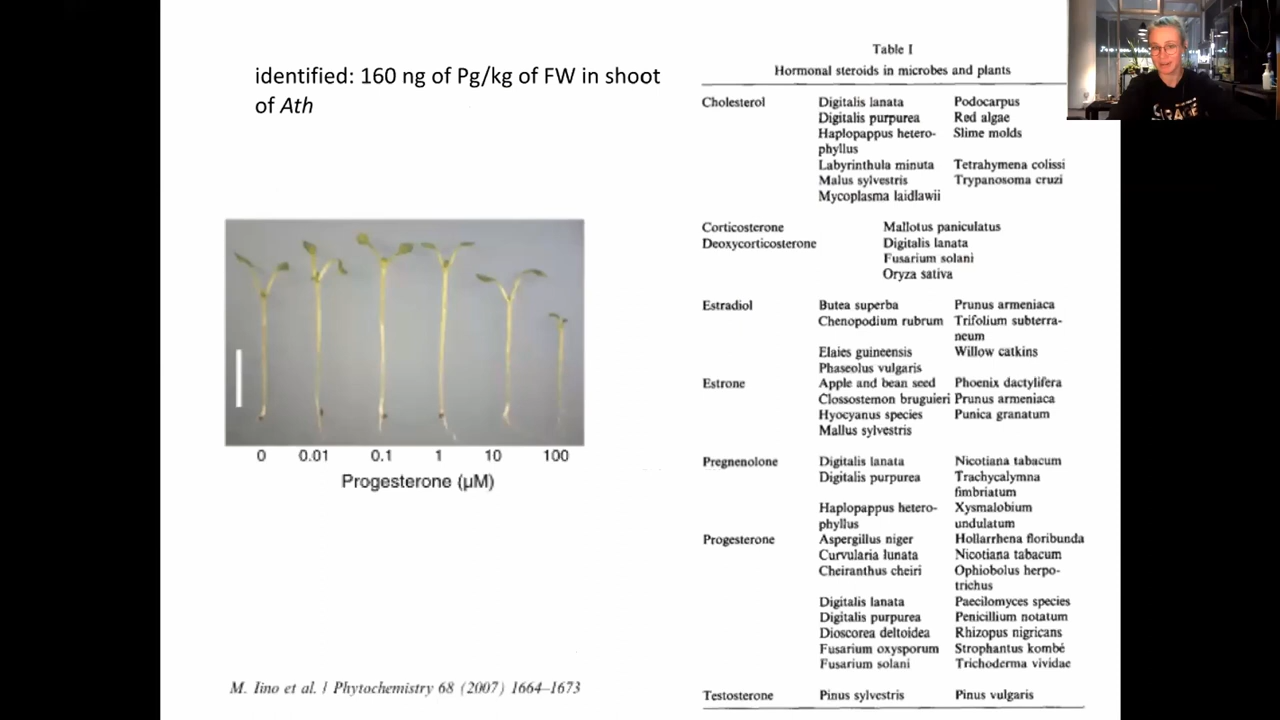 identified: 160 ng of Pg/kg of FW in shoot
of Ath
0 0.01 0.1 1 10 100
Progesterone (µM)
M. Iino et al. / Phytochemistry 68 (2007) 1664–1673
Table I
Hormonal steroids in microbes and plants
Cholesterol Digitalis lanata Podocarpus
Digitalis purpurea Red algae
Haplopappus hetero- Slime molds
phyllus
Labyrinthula minuta Tetrahymena colissi
Malus sylvestris Trypanosoma cruzi
Mycoplasma laidlawii
Corticosterone Mallotus paniculatus
Deoxycorticosterone Digitalis lanata
Fusarium solani
Oryza sativa
Estradiol Butea superba Prunus armeniaca
Chenopodium rubrum Trifolium subterra-
neum
Elaies guineensis Willow catkins
Phaseolus vulgaris
Estrone Apple and bean seed Phoenix dactylifera
Clossostemon bruguieri Prunus armeniaca
Hyocyanus species Punica granatum
Mallus sylvestris
Pregnenolone Digitalis lanata Nicotiana tabacum
Digitalis purpurea Trachycalymna
fimbriatum
Haplopappus hetero- Xysmalobium
phyllus undulatum
Progesterone Aspergillus niger Hollarrhena floribunda
Curvularia lunata Nicotiana tabacum
Cheiranthus cheiri Ophiobolus herpo-
trichus
Digitalis lanata Paecilomyces species
Digitalis purpurea Penicillium notatum
Dioscorea deltoidea Rhizopus nigricans
Fusarium oxysporum Strophantus kombé
Fusarium solani Trichoderma vividae
Testosterone Pinus sylvestris Pinus vulgaris